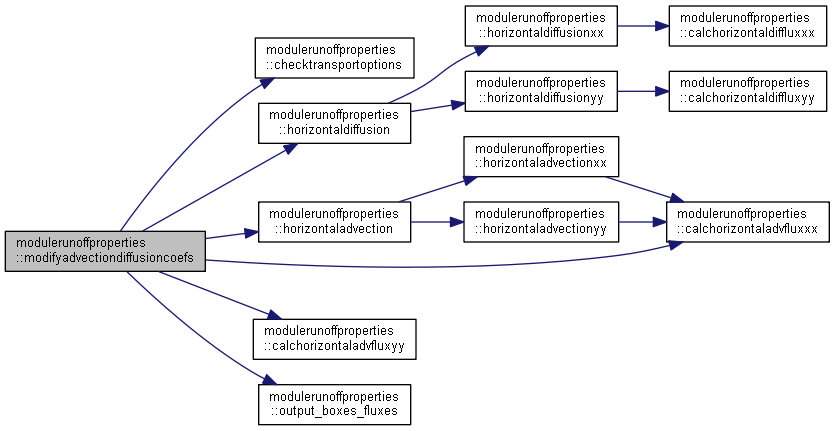 modulerunoffproperties
::modifyadvectiondiffusioncoefs
modulerunoffproperties
::checktransportoptions
modulerunoffproperties
::horizontaldiffusion
modulerunoffproperties
::horizontaldiffusionxx
modulerunoffproperties
::calchorizontaldiffluxxx
modulerunoffproperties
::horizontaldiffusionyy
modulerunoffproperties
::calchorizontaldiffluxyy
modulerunoffproperties
::horizontaladvection
modulerunoffproperties
::horizontaladvectionxx
modulerunoffproperties
::calchorizontaladvfluxxx
modulerunoffproperties
::horizontaladvectionyy
modulerunoffproperties
::calchorizontaladvfluxyy
modulerunoffproperties
::output_boxes_fluxes